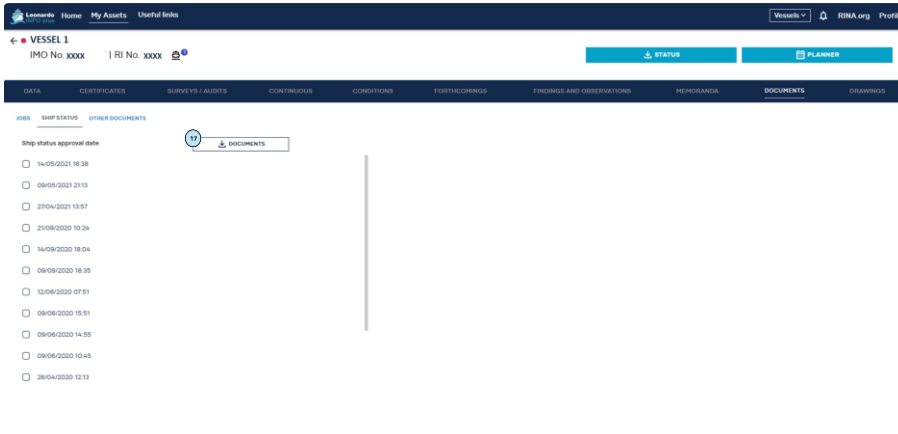 Leonardo
INFO plus
Home My Assets Useful links
Vessels
RINA.org Profil
VESSEL 1
IMO No. xxxx | RI No. xxxx
STATUS
PLANNER
DATA CERTIFICATES SURVEYS / AUDITS CONTINUOUS CONDITIONS FORTHCOMINGS FINDINGS AND OBSERVATIONS MEMORANDA DOCUMENTS DRAWINGS
JOBS SHIP STATUS OTHER DOCUMENTS
Ship status approval date
17
DOCUMENTS
14/05/2021 16:38
09/05/2021 21:13
27/04/2021 13:57
21/09/2020 10:24
14/09/2020 18:04
09/09/2020 18:35
12/06/2020 07:51
09/06/2020 15:51
09/06/2020 14:55
09/06/2020 10:45
28/04/2020 12:13